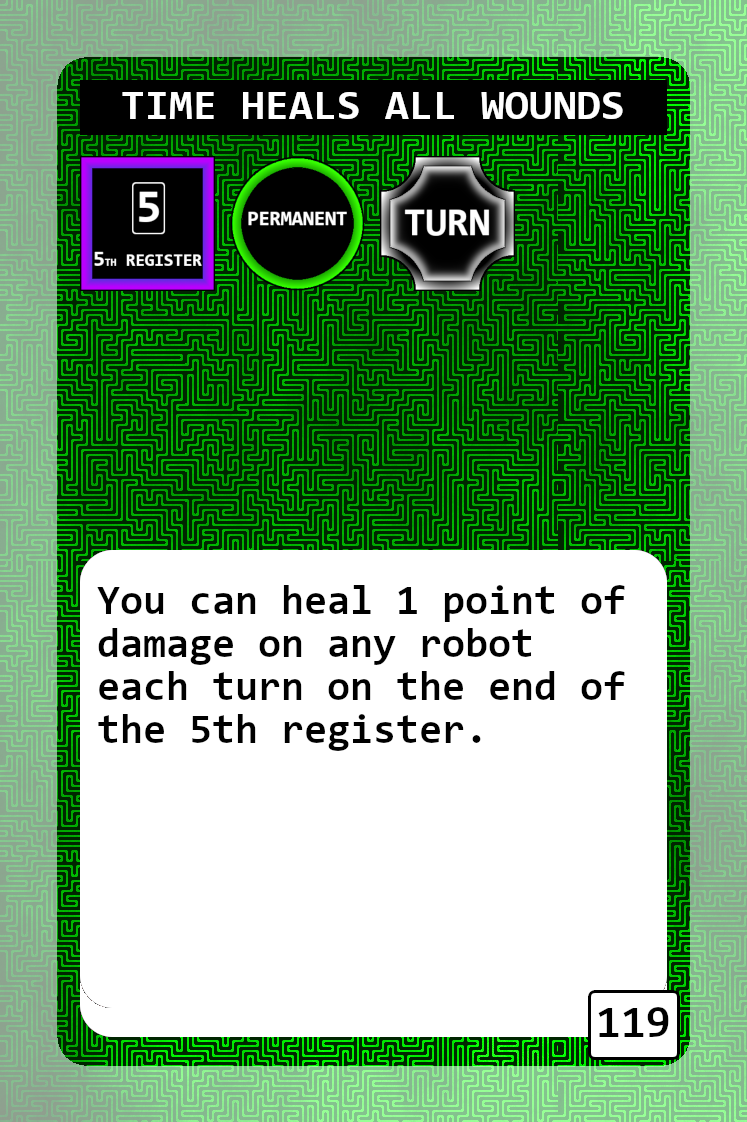 TIME HEALS ALL WOUNDS
5
5TH REGISTER
PERMANENT
TURN
You can heal 1 point of
damage on any robot
each turn on the end of
the 5th register.
119